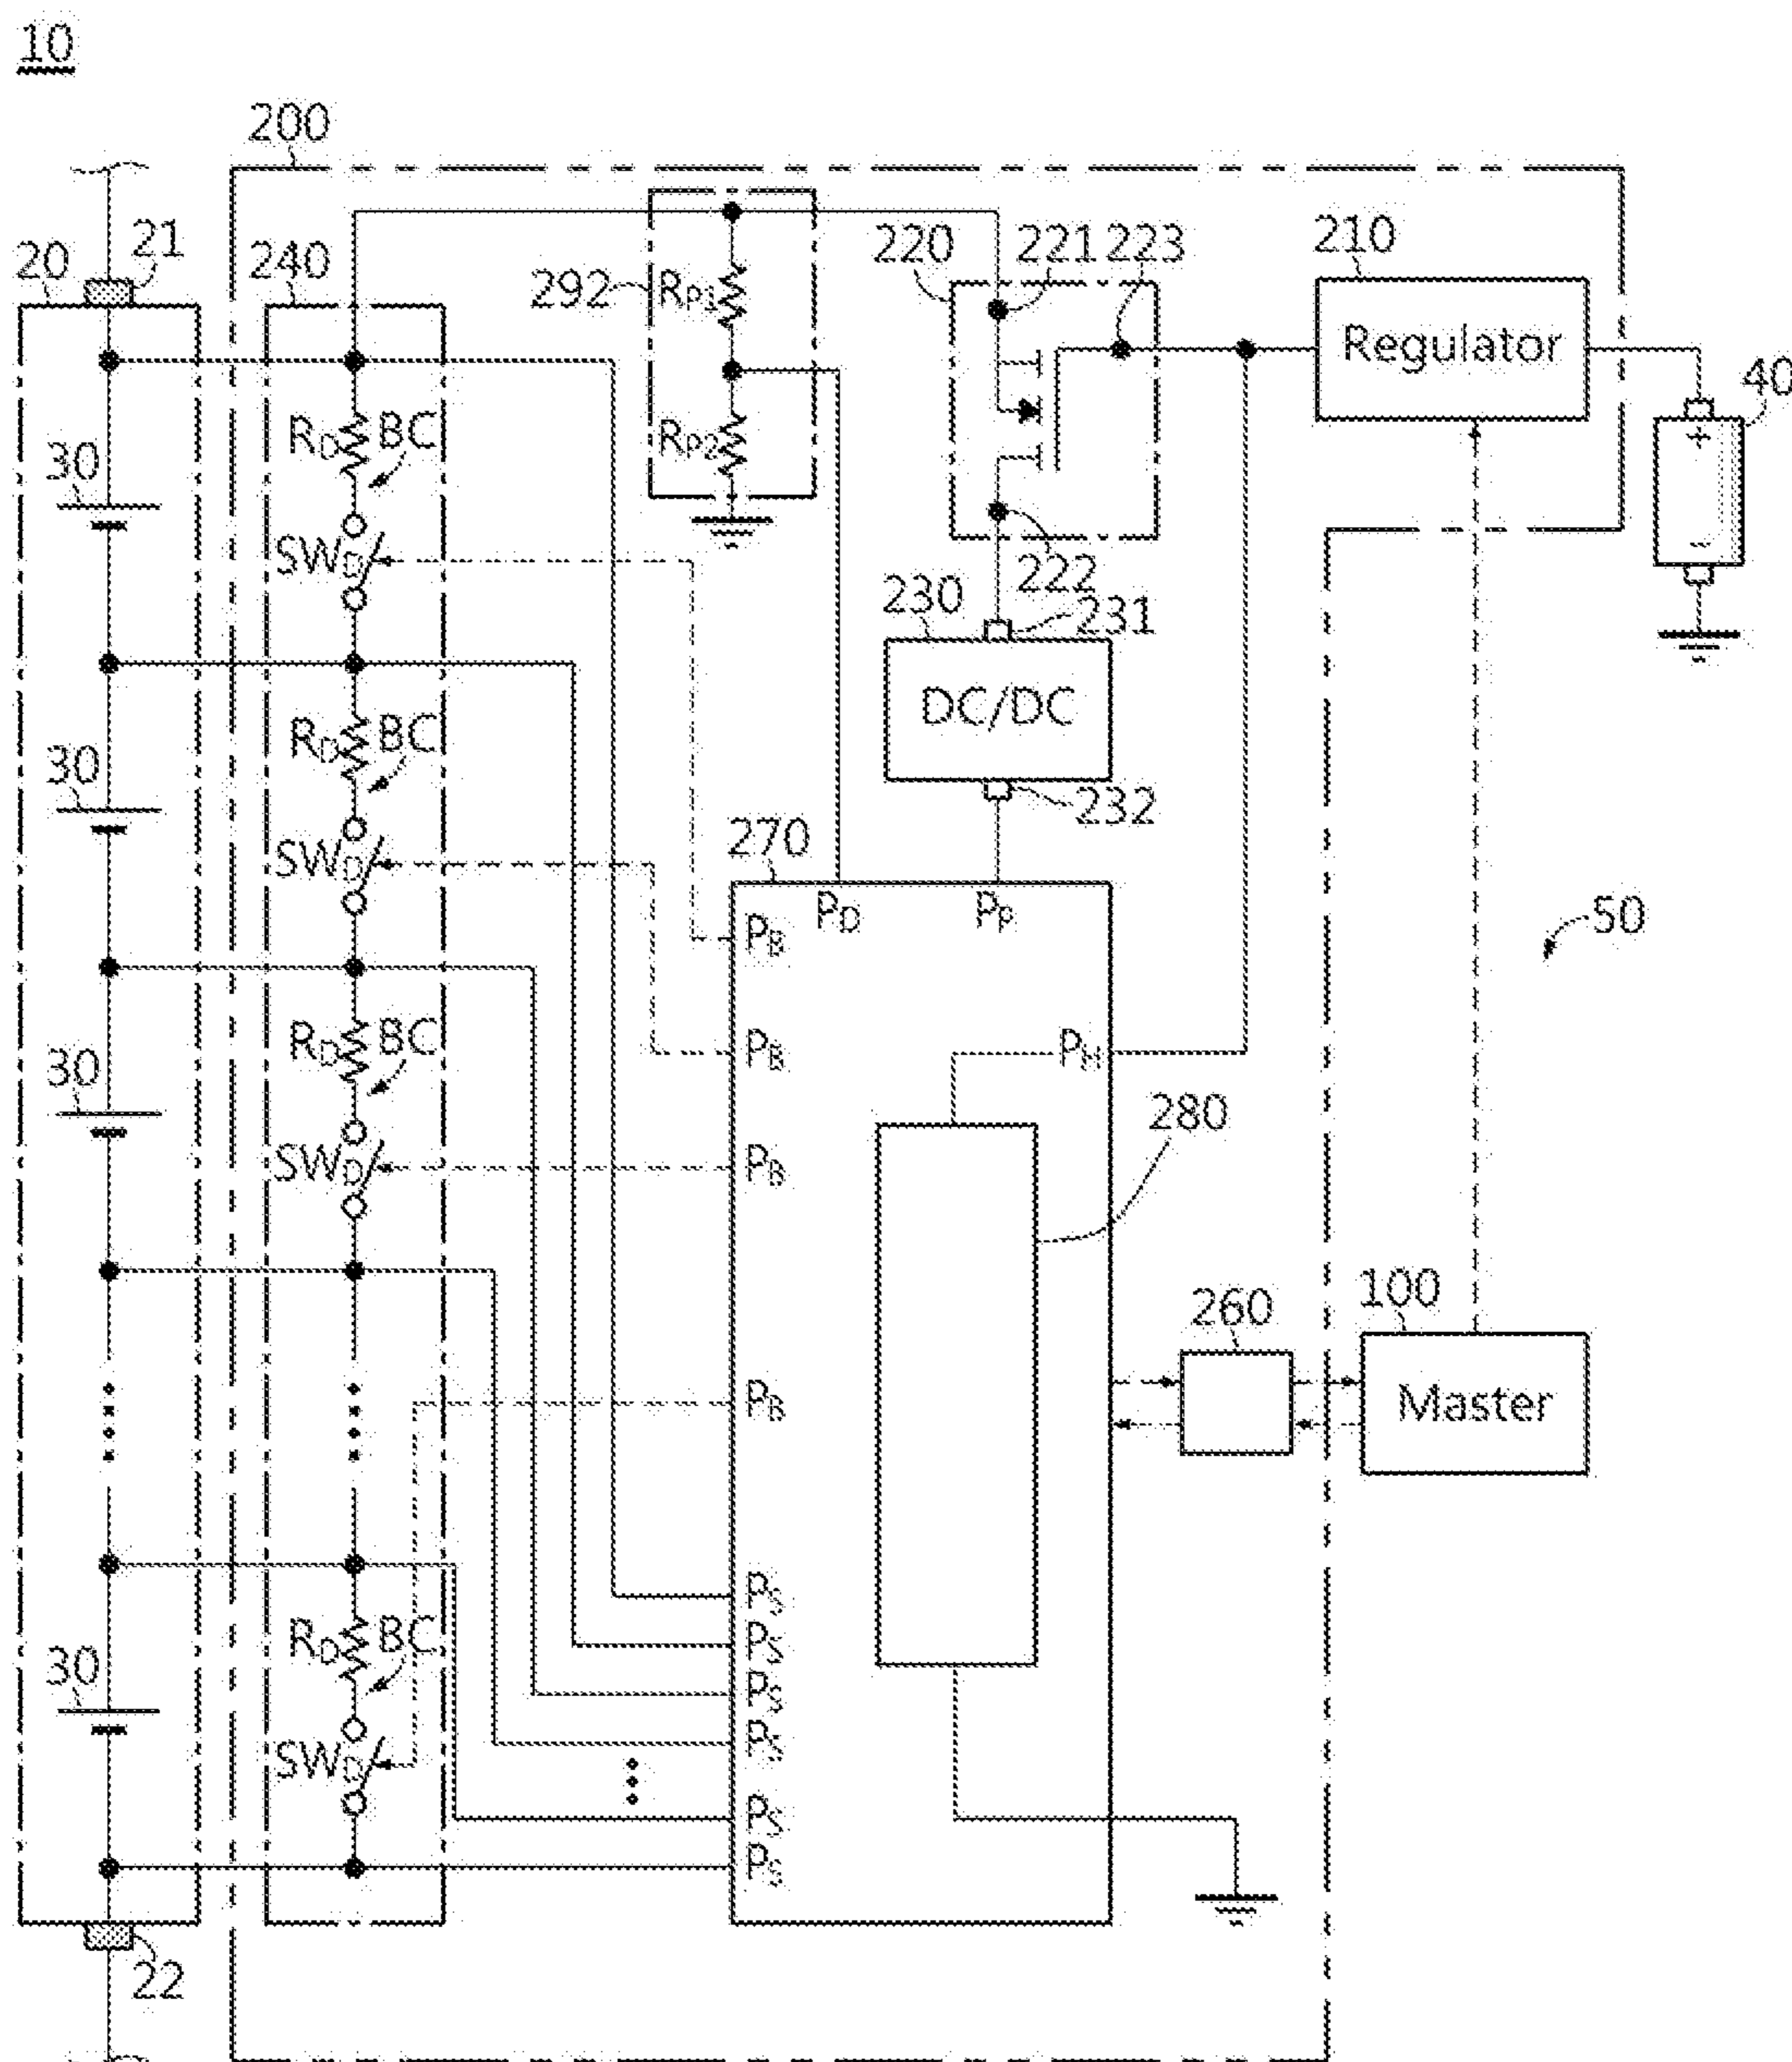 10
200
20
21
240
292
RP1
RP2
220
221
223
210
Regulator
40
+
-
30
RD
BC
SWD
222
230
231
DC/DC
232
30
RD
BC
SWD
270
PD
PP
PB
50
30
RD
BC
SWD
PB
PH
280
PB
260
100
Master
PB
30
RD
BC
SWD
PS
PS
PS
PS
PS
PS
22